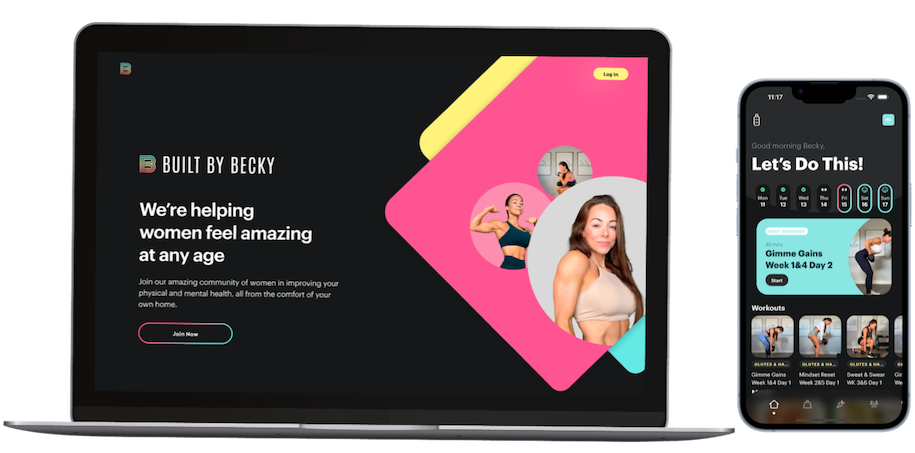 Log In
BUILT BY BECKY
We're helping
women feel amazing
at any age
Join our amazing community of women in improving your
physical and mental health, all from the comfort of your
own home.
Join Now
11:17
Good morning Becky,
Let's Do This!
Mon Tue Wed Thu Fri Sat Sun
11 12 13 14 15 16 17
NEXT WORKOUT
Gimme Gains
Week 1&4 Day 2
Start
Workouts
GLUTES & HA... GLUTES & HA... GLUTES & HA...
Gimme Gains Mindset Reset Sweat & Swear
Week 1&4 Day 1 Week 2&5 Day 1 WK 3&6 Day 1